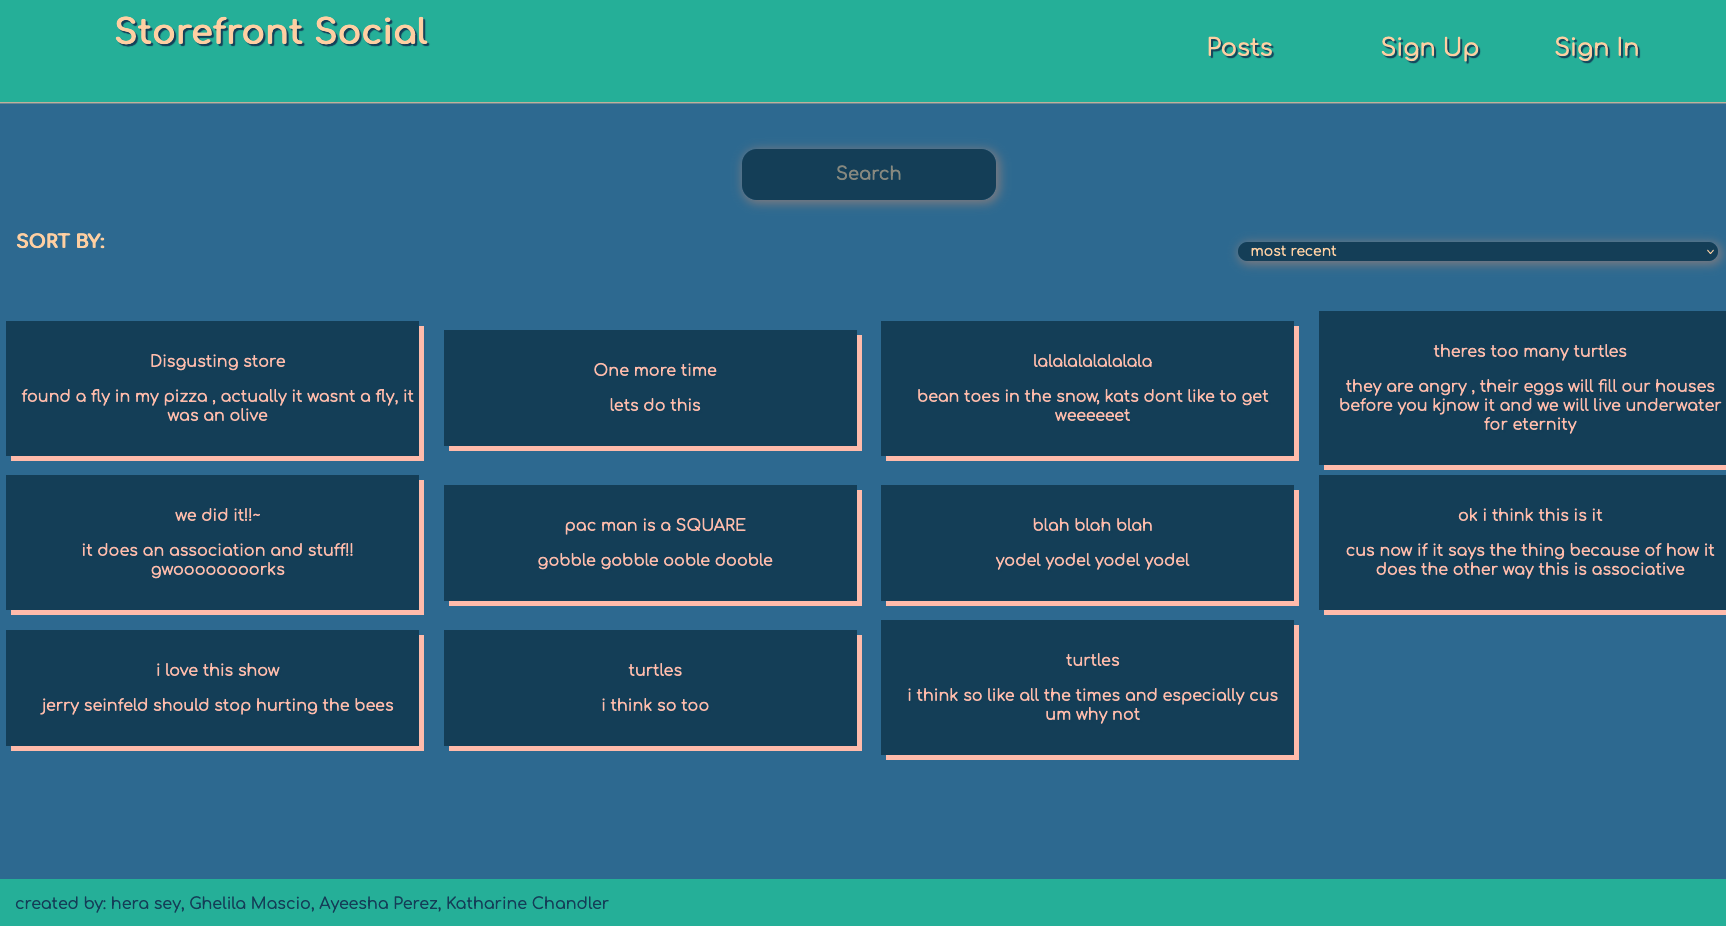 Storefront Social
Posts
Sign Up
Sign In
Search
SORT BY:
most recent
Disgusting store
found a fly in my pizza , actually it wasnt a fly, it
was an olive
One more time
lets do this
lalalalalalalala
bean toes in the snow, kats dont like to get
weeeeeet
theres too many turtles
they are angry , their eggs will fill our houses
before you kjnow it and we will live underwater
for eternity
we did it!!~
it does an association and stuff!!
gwoooooooorks
pac man is a SQUARE
gobble gobble ooble dooble
blah blah blah
yodel yodel yodel yodel
ok i think this is it
cus now if it says the thing because of how it
does the other way this is associative
i love this show
jerry seinfeld should stop hurting the bees
turtles
i think so too
turtles
i think so like all the times and especially cus
um why not
created by: hera sey, Ghelila Mascio, Ayeesha Perez, Katharine Chandler